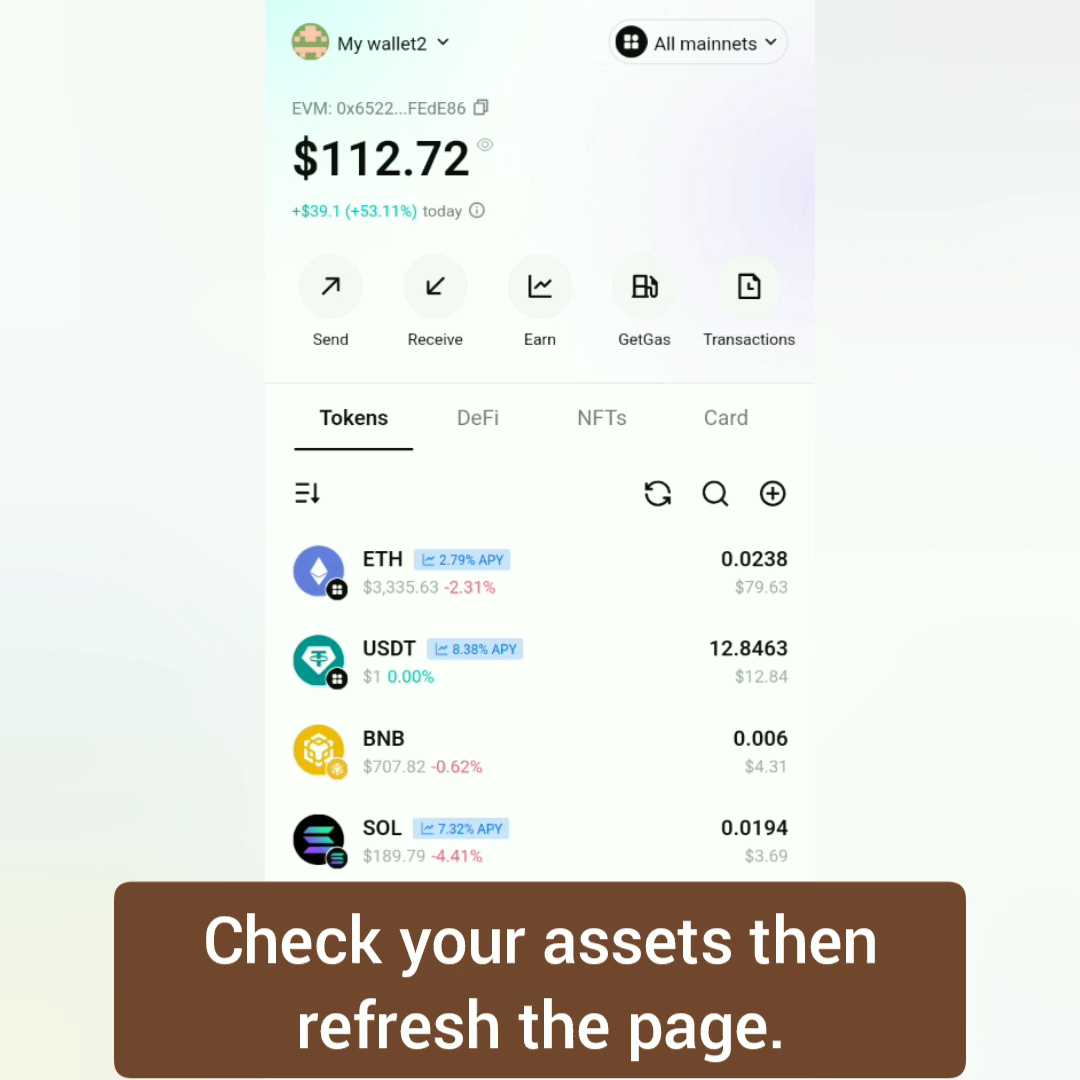 My wallet2
All mainnets
EVM: 0x6522...FEdE86
$112.72
+$39.1 (+53.11%) today
Send
Receive
Earn
GetGas
Transactions
Tokens
DeFi
NFTs
Card
ETH 2.79% APY 0.0238
$3,335.63 -2.31% $79.63
USDT 8.38% APY 12.8463
$1 0.00% $12.84
BNB 0.006
$707.82 -0.62% $4.31
SOL 7.32% APY 0.0194
$189.79 -4.41% $3.69
Check your assets then
refresh the page.